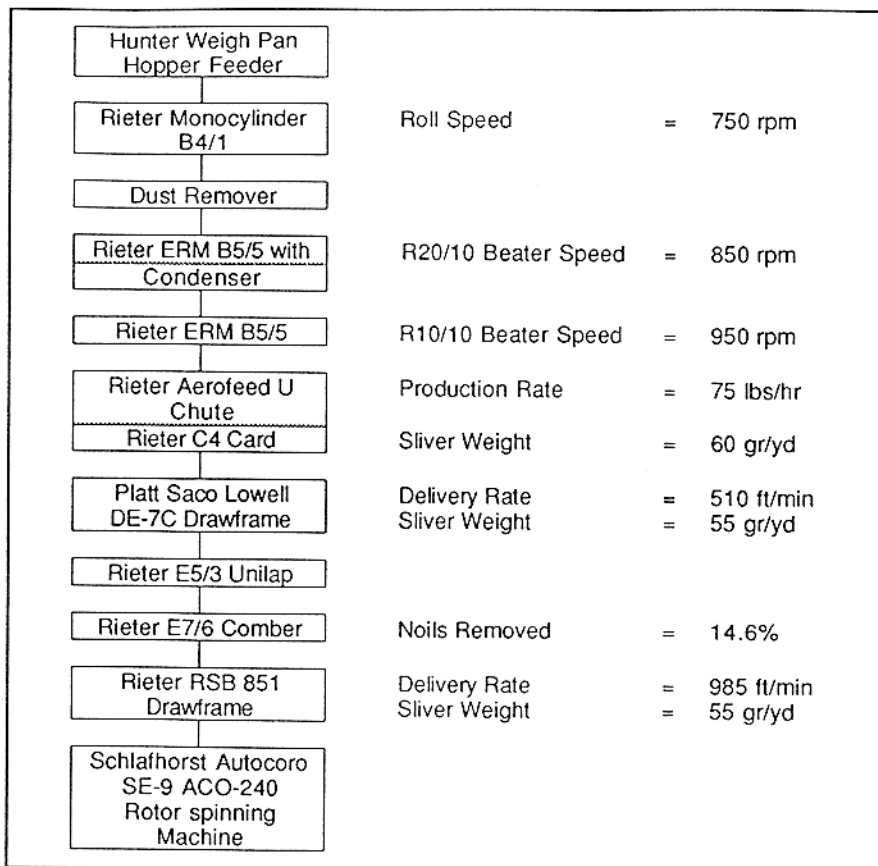 Hunter Weigh Pan
Hopper Feeder
Rieter Monocylinder
B4/1
Roll Speed = 750 rpm
Dust Remover
Rieter ERM B5/5 with
Condenser
R20/10 Beater Speed = 850 rpm
Rieter ERM B5/5
R10/10 Beater Speed = 950 rpm
Rieter Aerofeed U
Chute
Production Rate = 75 lbs/hr
Rieter C4 Card
Sliver Weight = 60 gr/yd
Platt Saco Lowell
DE-7C Drawframe
Delivery Rate = 510 ft/min
Sliver Weight = 55 gr/yd
Rieter E5/3 Unilap
Rieter E7/6 Comber
Noils Removed = 14.6%
Rieter RSB 851
Drawframe
Delivery Rate = 985 ft/min
Sliver Weight = 55 gr/yd
Schlafhorst Autocoro
SE-9 ACO-240
Rotor spinning
Machine